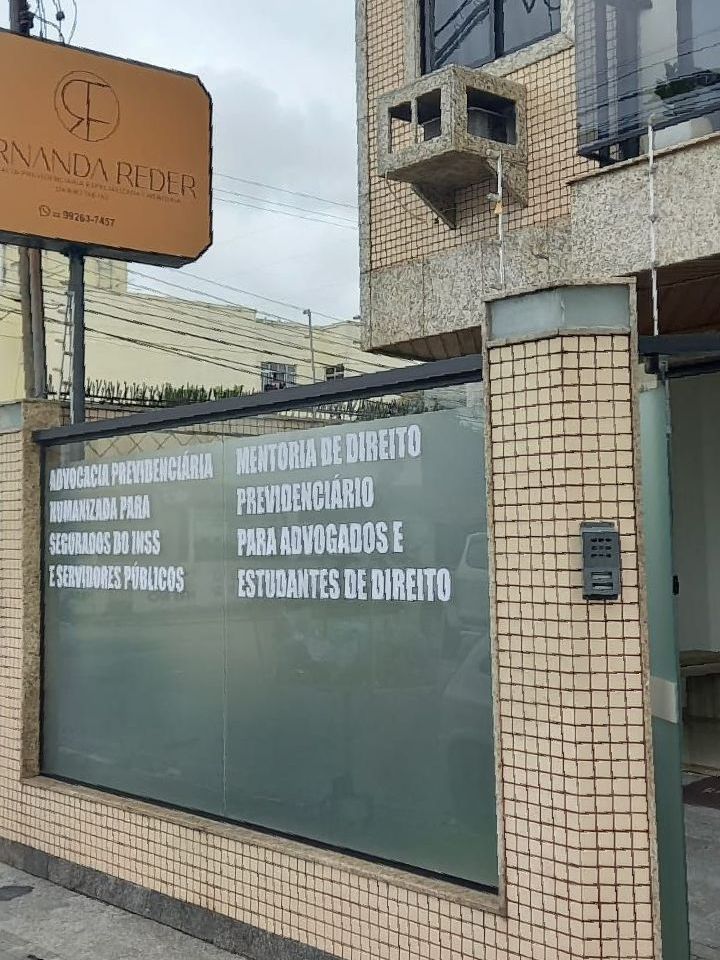 RF
RNANDA REDER
99263-7457
ADVOCACIA PREVIDENCIÁRIA
HUMANIZADA PARA
SEGURADOS DO INSS
E SERVIDORES PÚBLICOS
MENTORIA DE DIREITO
PREVIDENCIÁRIO
PARA ADVOGADOS E
ESTUDANTES DE DIREITO